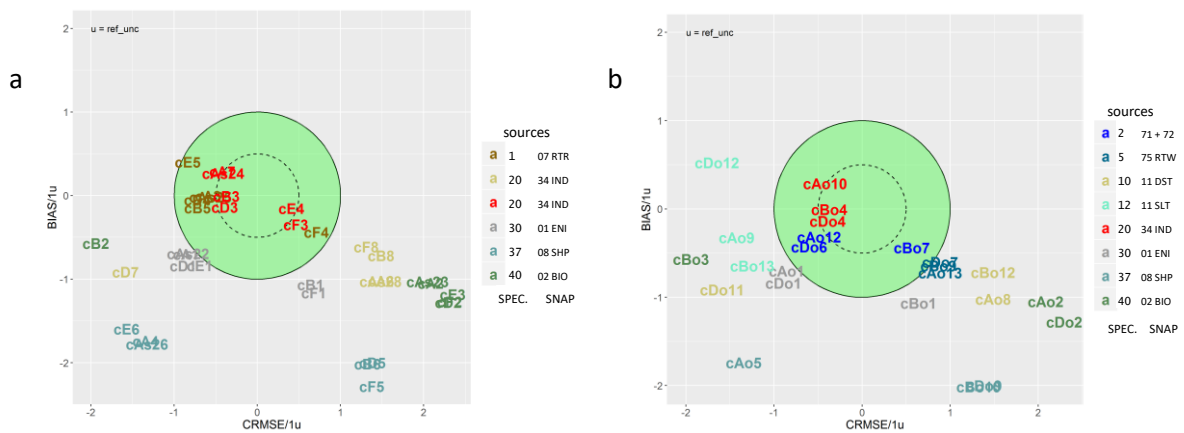 a
u = ref_unc
BIAS/1u
2
1
0
-1
-2
-2
-1
0
1
2
CRMSE/1u
cE5
cB3
cB5
cD3
cE4
cF3
cF4
cB2
cF8
cB8
cD7
cB1
cF1
cE3
cE6
cA4
cAs26
cF5
sources
a 1 07 RTR
a 20 34 IND
a 20 34 IND
a 30 01 ENI
a 37 08 SHP
a 40 02 BIO
SPEC. SNAP
b
u = ref_unc
BIAS/1u
2
1
0
-1
-2
-2
-1
0
1
2
CRMSE/1u
cDo12
cAo10
cBo4
cDo4
cAo9
cAo12
cDo6
cBo7
cBo3
cBo13
cAo1
cDo1
cDo7
cAo13
cBo12
cDo11
cBo1
cAo8
cAo2
cDo2
cAo5
sources
a 2 71 + 72
a 5 75 RTW
a 10 11 DST
a 12 11 SLT
a 20 34 IND
a 30 01 ENI
a 37 08 SHP
a 40 02 BIO
SPEC. SNAP